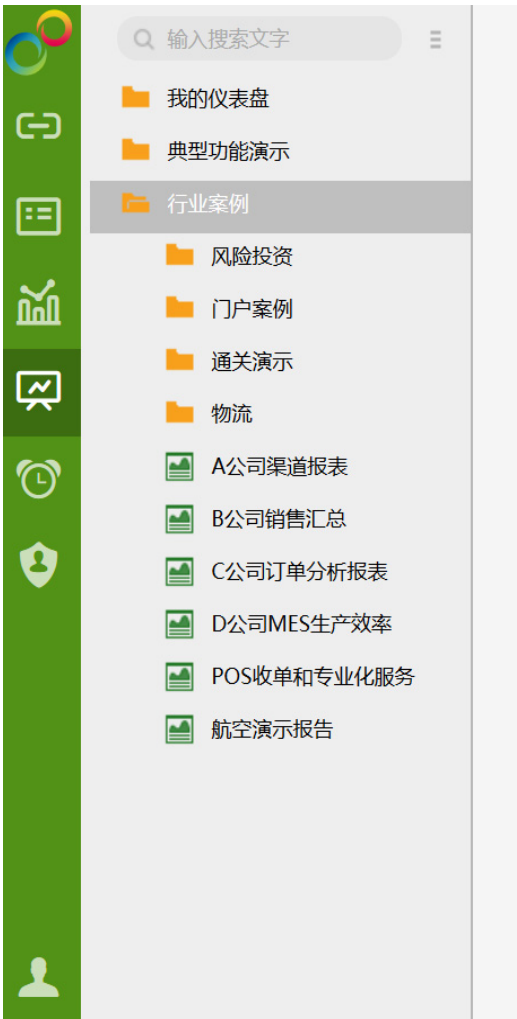 输入搜索文字
我的仪表盘
典型功能演示
行业案例
风险投资
门户案例
通关演示
物流
A公司渠道报表
B公司销售汇总
C公司订单分析报表
D公司MES生产效率
POS收单和专业化服务
航空演示报告